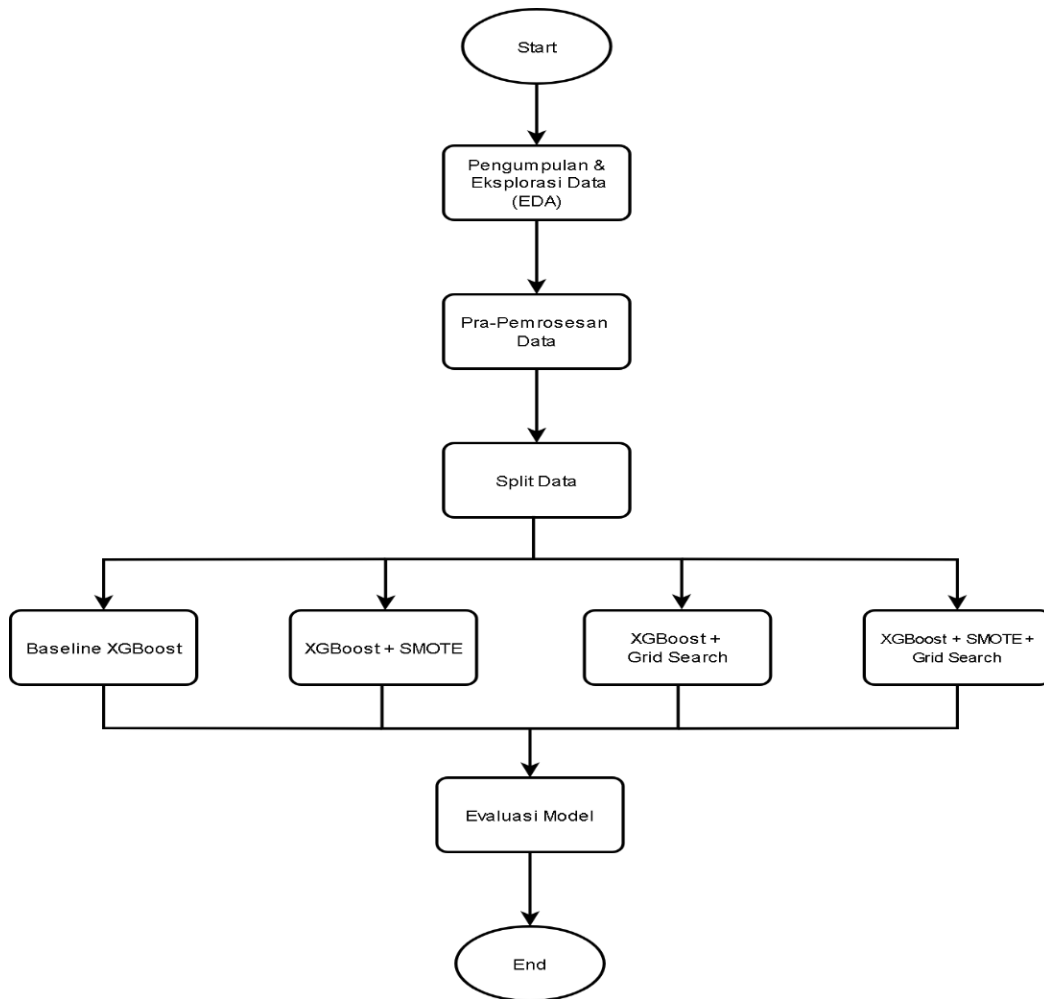 Start
Pengumpulan &
Eksplorasi Data
(EDA)
Pra-Pemrosesan
Data
Split Data
Baseline XGBoost
XGBoost + SMOTE
XGBoost +
Grid Search
XGBoost + SMOTE +
Grid Search
Evaluasi Model
End